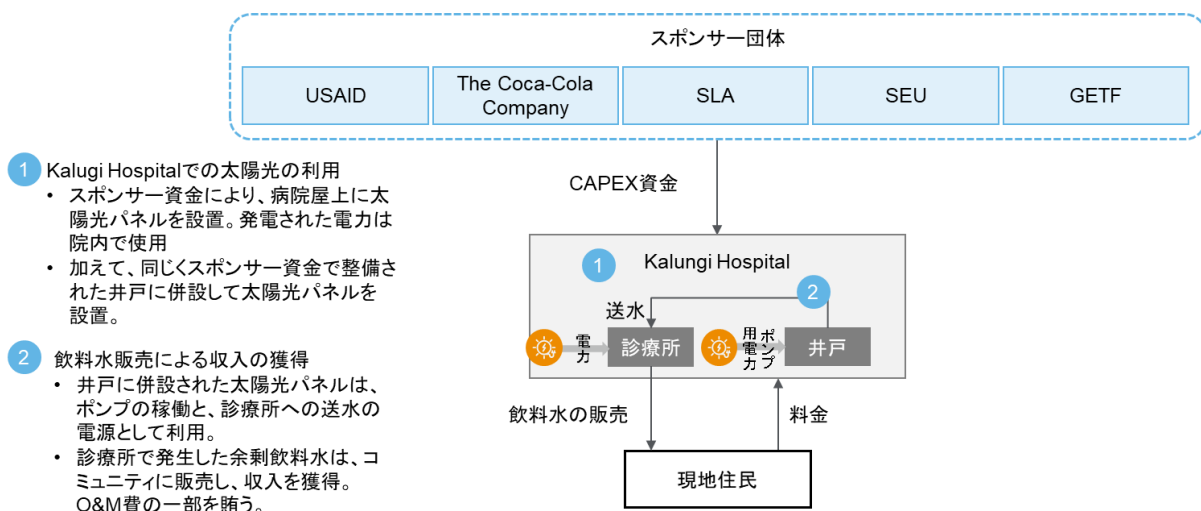 スポンサー団体
USAID
The Coca-Cola
Company
SLA
SEU
GETF
CAPEX資金
1
Kalugi Hospitalでの太陽光の利用
• スポンサー資金により、病院屋上に太
陽光パネルを設置。発電された電力は
院内で使用
• 加えて、同じくスポンサー資金で整備さ
れた井戸に併設して太陽光パネルを
設置。
2
飲料水販売による収入の獲得
• 井戸に併設された太陽光パネルは、
ポンプの稼働と、診療所への送水の
電源として利用。
• 診療所で発生した余剰飲料水は、コ
ミュニティに販売し、収入を獲得。
O&M費の一部を賄う。
1
Kalungi Hospital
2
送水
電力
診療所
ポンプ
用電力
井戸
飲料水の販売
料金
現地住民